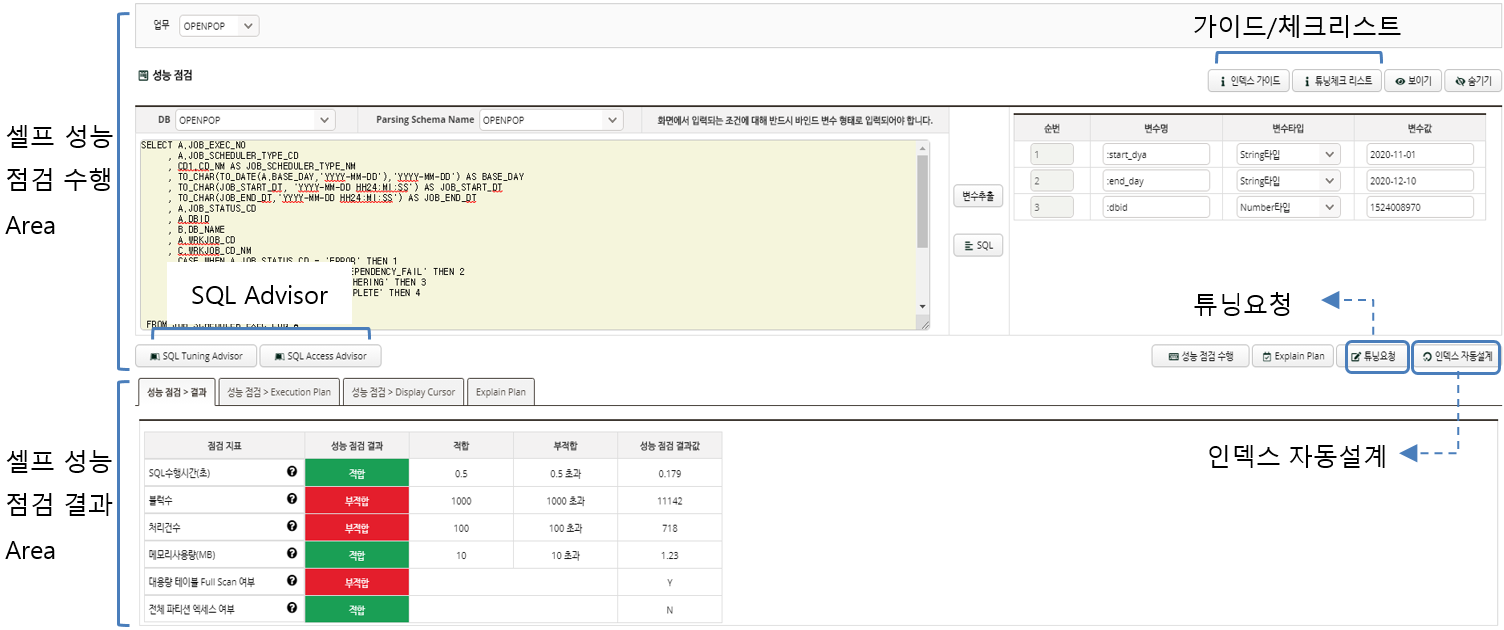 업무 OPENPOP
가이드/체크리스트
성능 점검
인덱스 가이드 튜닝체크 리스트 보이기 숨기기
셀프 성능
점검 수행
Area
DB OPENPOP Parsing Schema Name OPENPOP 화면에서 입력되는 조건에 대해 반드시 바인드 변수 형태로 입력되어야 합니다.
SELECT A.JOB_EXEC_NO
, A.JOB_SCHEDULER_TYPE_CD
, CD1.CD_NM AS JOB_SCHEDULER_TYPE_NM
, TO_CHAR(TO_DATE(A.BASE_DAY,'YYYY-MM-DD'),'YYYY-MM-DD') AS BASE_DAY
, TO_CHAR(JOB_START_DT, 'YYYY-MM-DD HH24:MI:SS') AS JOB_START_DT
, TO_CHAR(JOB_END_DT,'YYYY-MM-DD HH24:MI:SS') AS JOB_END_DT
, A.JOB_STATUS_CD
, A.DBID
, B.DB_NAME
, A.WRKJOB_CD
, C.WRKJOB_CD_NM
, CASE WHEN A.JOB_STATUS_CD = 'ERROR' THEN 1
EPENDENCY_FAIL' THEN 2
HERING' THEN 3
PLETE' THEN 4
FROM JOB_SCHEDULER_EXEC_LOG A
변수추출
SQL
순번 변수명 변수타입 변수값
1 :start_dya String타입 2020-11-01
2 :end_day String타입 2020-12-10
3 :dbid Number타입 1524008970
SQL Advisor
튜닝요청
SQL Tuning Advisor SQL Access Advisor 성능 점검 수행 Explain Plan 튜닝요청 인덱스 자동설계
셀프 성능
점검 결과
Area
성능 점검 > 결과 성능 점검 > Execution Plan 성능 점검 > Display Cursor Explain Plan
점검 지표 성능 점검 결과 적합 부적합 성능 점검 결과값
SQL수행시간(초) 적합 0.5 0.5 초과 0.179
블럭수 부적합 1000 1000 초과 11142
처리건수 부적합 100 100 초과 718
메모리사용량(MB) 적합 10 10 초과 1.23
대용량 테이블 Full Scan 여부 부적합 Y
전체 파티션 엑세스 여부 적합 N
인덱스 자동설계